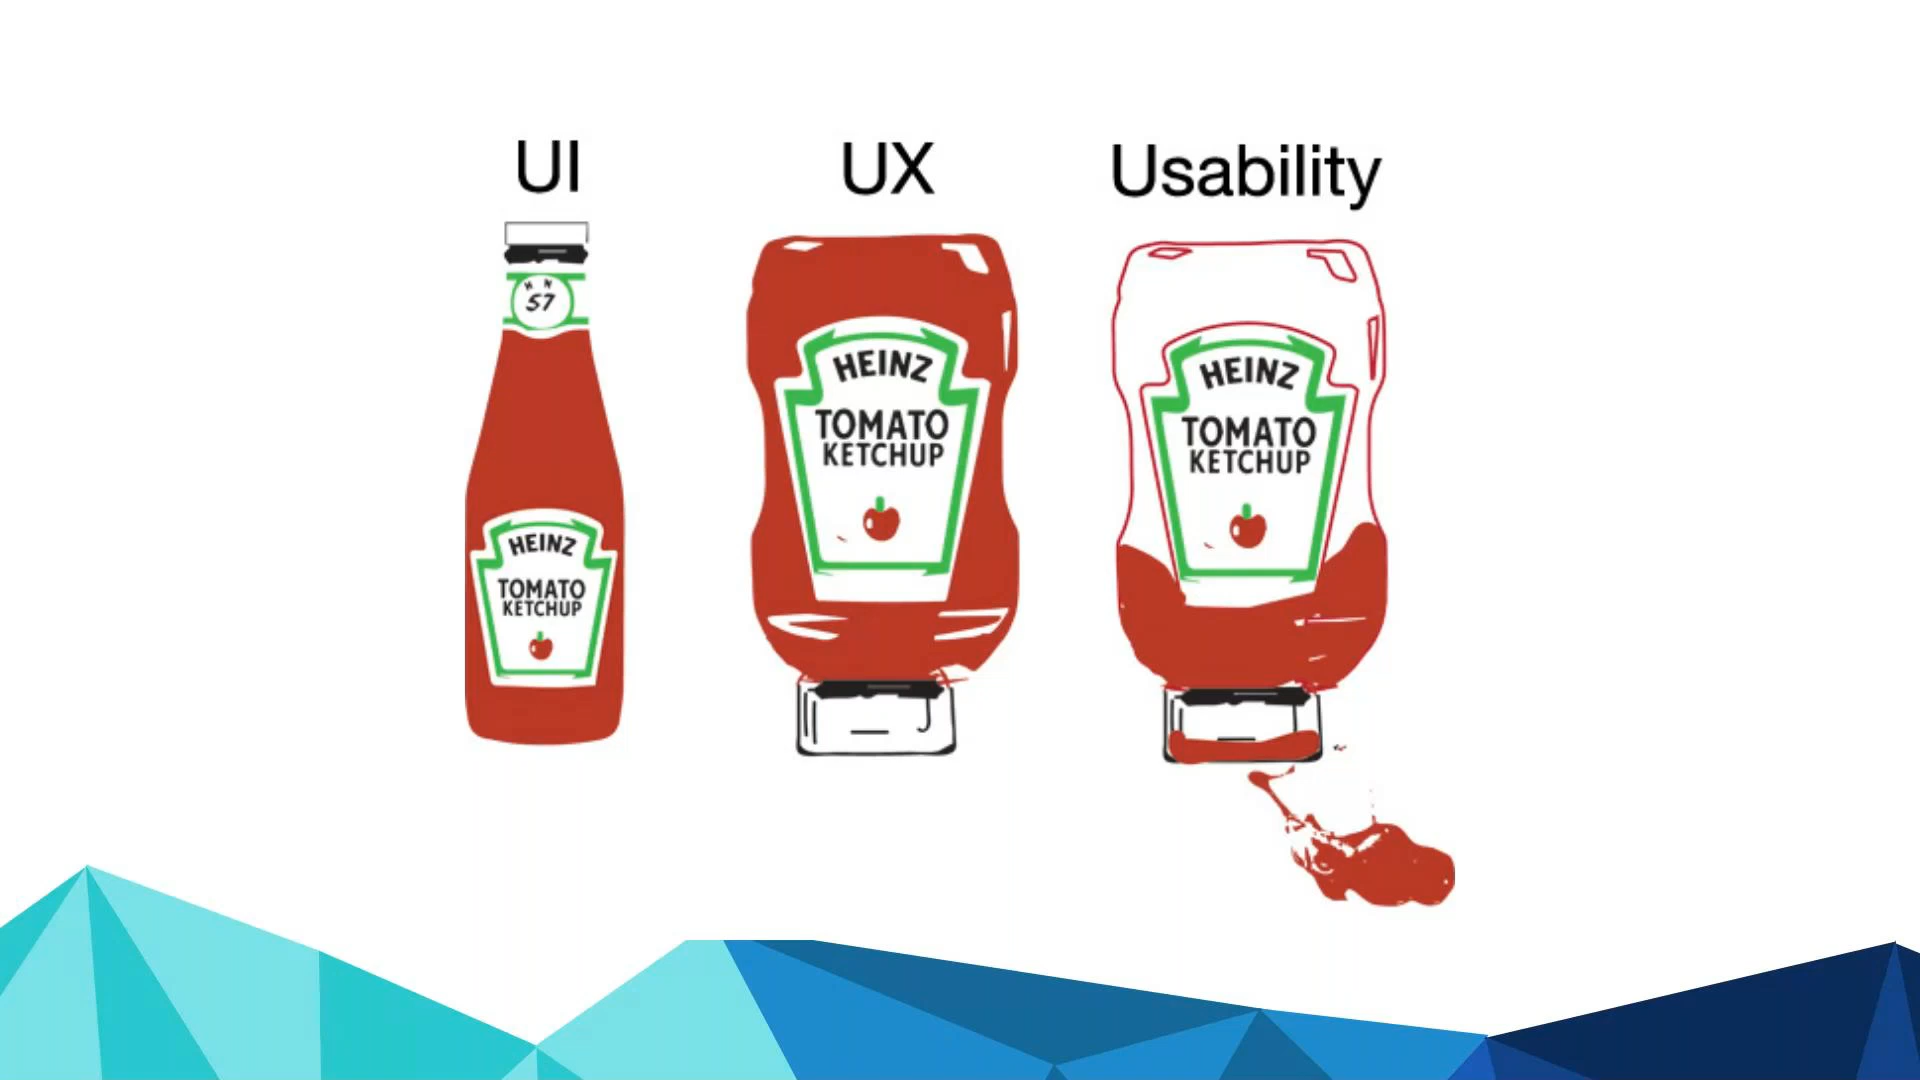 UI
UX
Usability
H N
57
HEINZ
TOMATO
KETCHUP
HEINZ
TOMATO
KETCHUP
HEINZ
TOMATO
KETCHUP